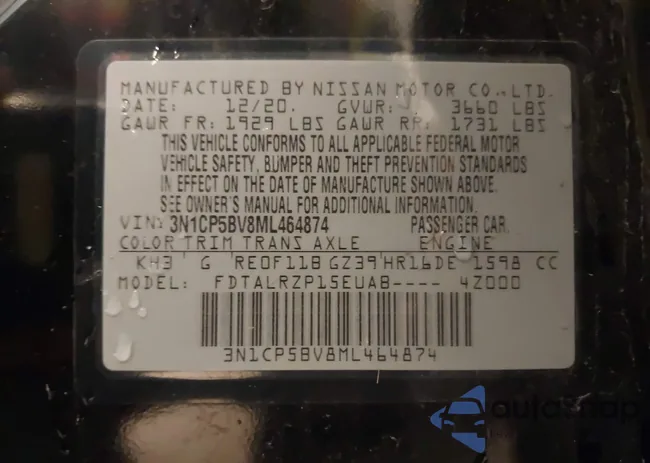 MANUFACTURED BY NISSAN MOTOR CO.,LTD.
DATE: 12/20. GVWR: 3660 LBS
GAWR FR: 1929 LBS GAWR RR: 1731 LBS
THIS VEHICLE CONFORMS TO ALL APPLICABLE FEDERAL MOTOR
VEHICLE SAFETY, BUMPER AND THEFT PREVENTION STANDARDS
IN EFFECT ON THE DATE OF MANUFACTURE SHOWN ABOVE.
SEE OWNER'S MANUAL FOR ADDITIONAL INFORMATION.
VIN: 3N1CP5BV8ML464874 PASSENGER CAR.
COLOR TRIM TRANS AXLE ENGINE
KH3 G RE0F11B GZ39 HR16DE 1598 CC
MODEL: FDTALRZP15EUAB---- 4Z000
3N1CP5BV8ML464874